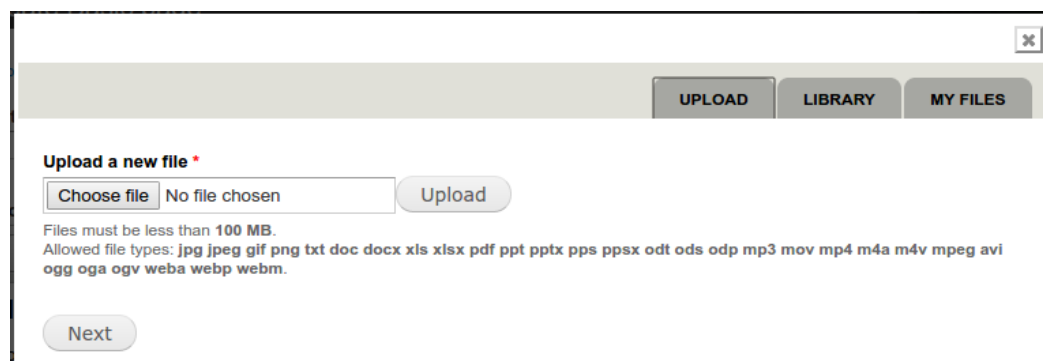 UPLOAD LIBRARY MY FILES
Upload a new file *
Choose file No file chosen Upload
Files must be less than 100 MB.
Allowed file types: jpg jpeg gif png txt doc docx xls xlsx pdf ppt pptx pps ppsx odt ods odp mp3 mov mp4 m4a m4v mpeg avi
ogg oga ogv weba webp webm.
Next